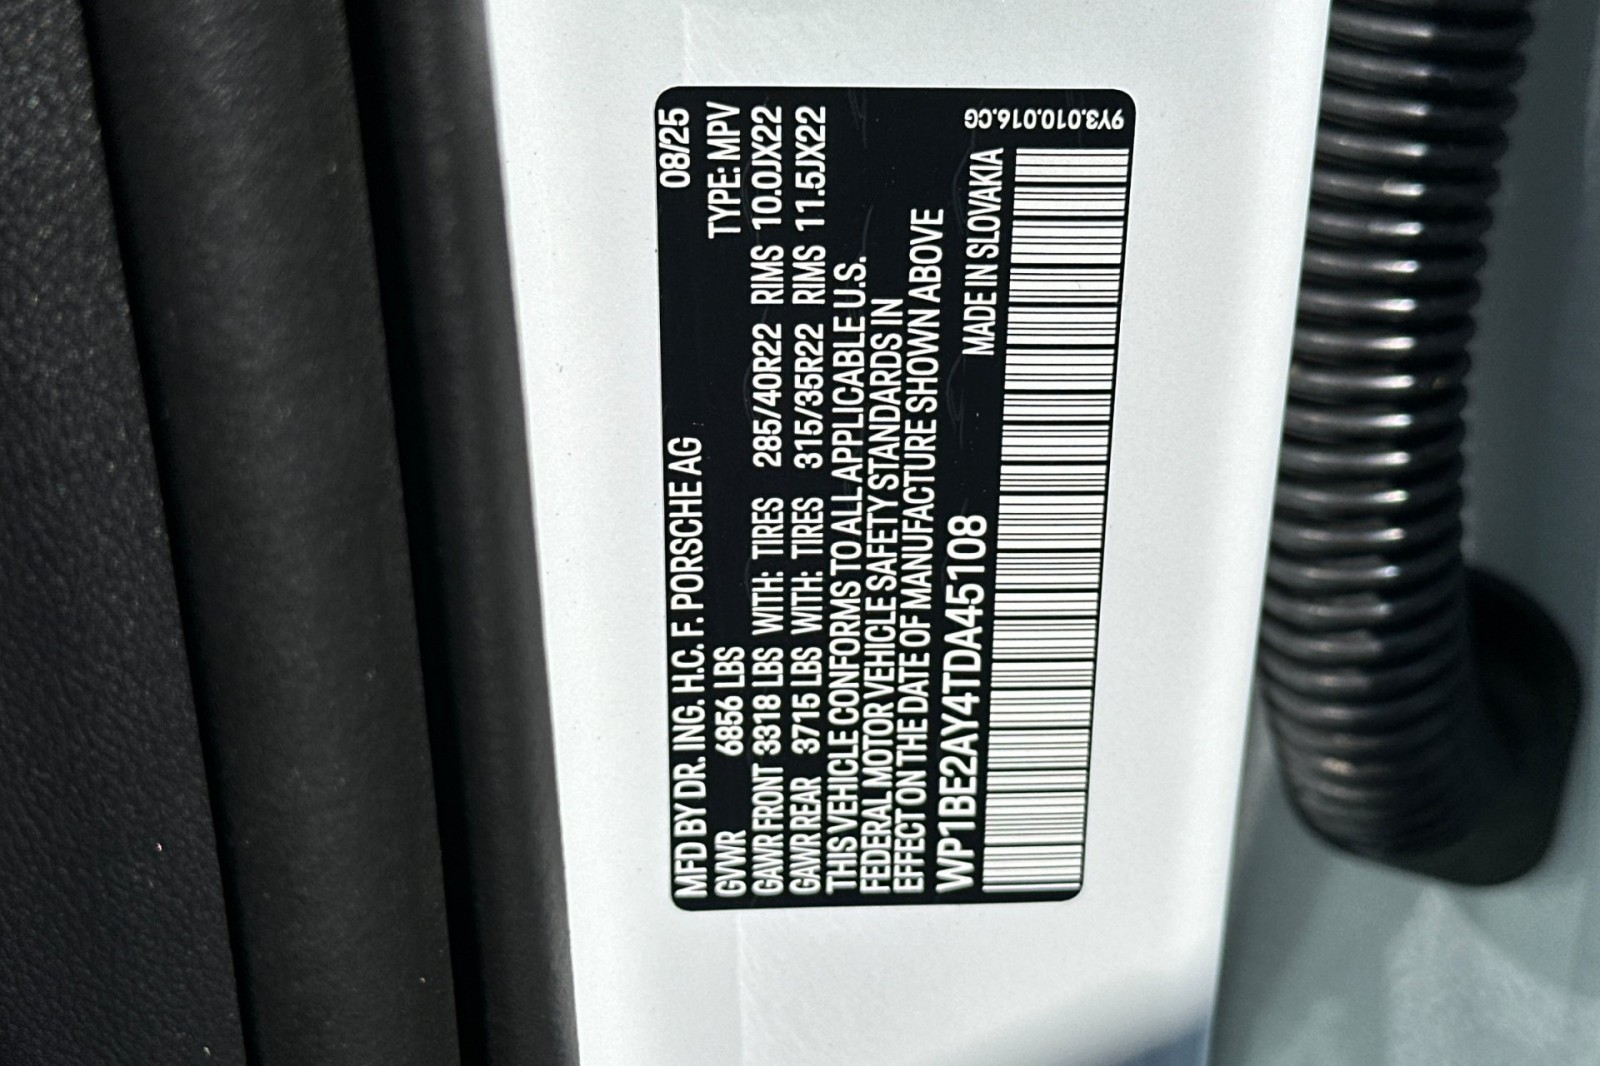 MFD BY DR. ING. H.C. F. PORSCHE AG 08/25
GVWR 6856 LBS TYPE: MPV
GAWR FRONT 3318 LBS WITH: TIRES 285/40R22 RIMS 10.0JX22
GAWR REAR 3715 LBS WITH: TIRES 315/35R22 RIMS 11.5JX22
THIS VEHICLE CONFORMS TO ALL APPLICABLE U.S.
FEDERAL MOTOR VEHICLE SAFETY STANDARDS IN
EFFECT ON THE DATE OF MANUFACTURE SHOWN ABOVE
WP1BE2AY4TDA45108 MADE IN SLOVAKIA
9Y3.010.016.CG